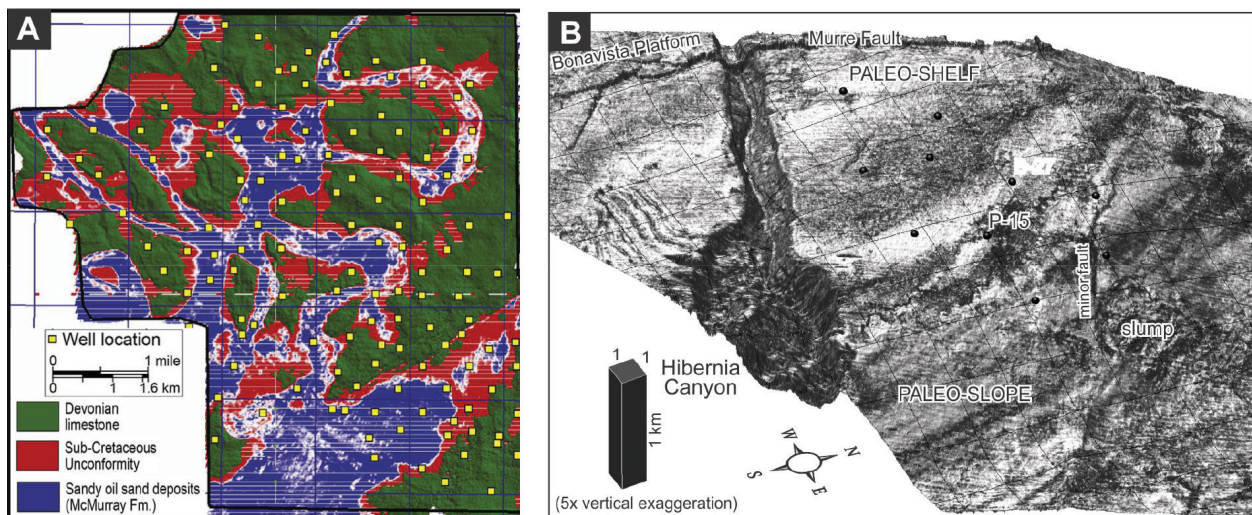 A
Well location
0 1 mile
0 1 1.6 km
Devonian
limestone
Sub-Cretaceous
Unconformity
Sandy oil sand deposits
(McMurray Fm.)
B
Bonavista Platform
Murre Fault
PALEO-SHELF
P-15
minor fault
slump
PALEO-SLOPE
1 1
Hibernia
Canyon
1 km
(5x vertical exaggeration)
W
N
S
E